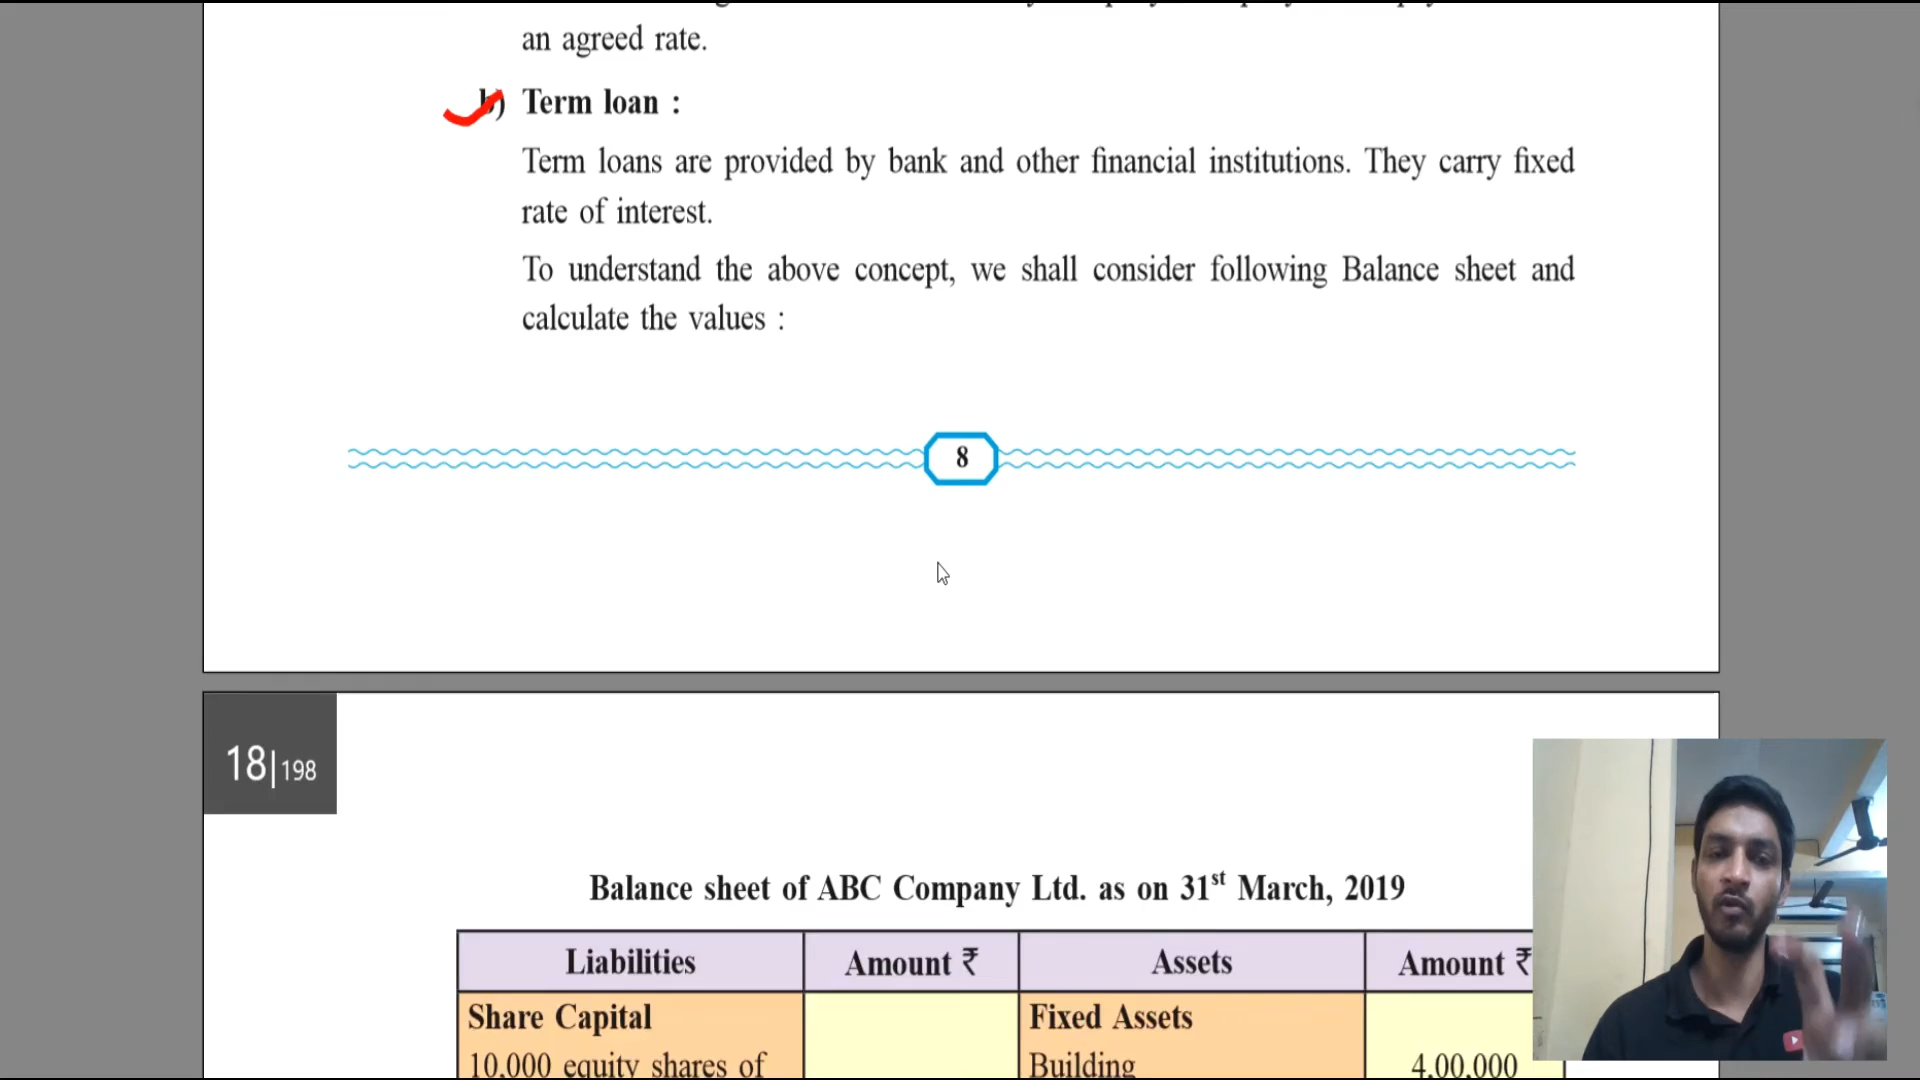 an agreed rate.
b) Term loan :
Term loans are provided by bank and other financial institutions. They carry fixed
rate of interest.
To understand the above concept, we shall consider following Balance sheet and
calculate the values :
8
18|198
Balance sheet of ABC Company Ltd. as on 31st March, 2019
Liabilities Amount ₹ Assets Amount ₹
Share Capital Fixed Assets
10,000 equity shares of Building 4,00,000